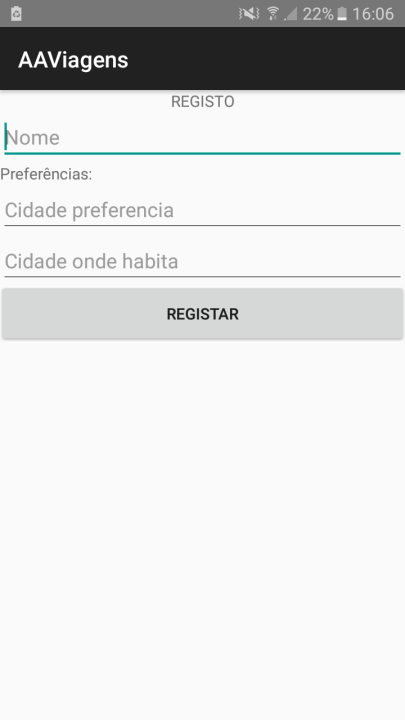 22% 16:06
AAViagens
REGISTO
Nome
Preferências:
Cidade preferencia
Cidade onde habita
REGISTAR